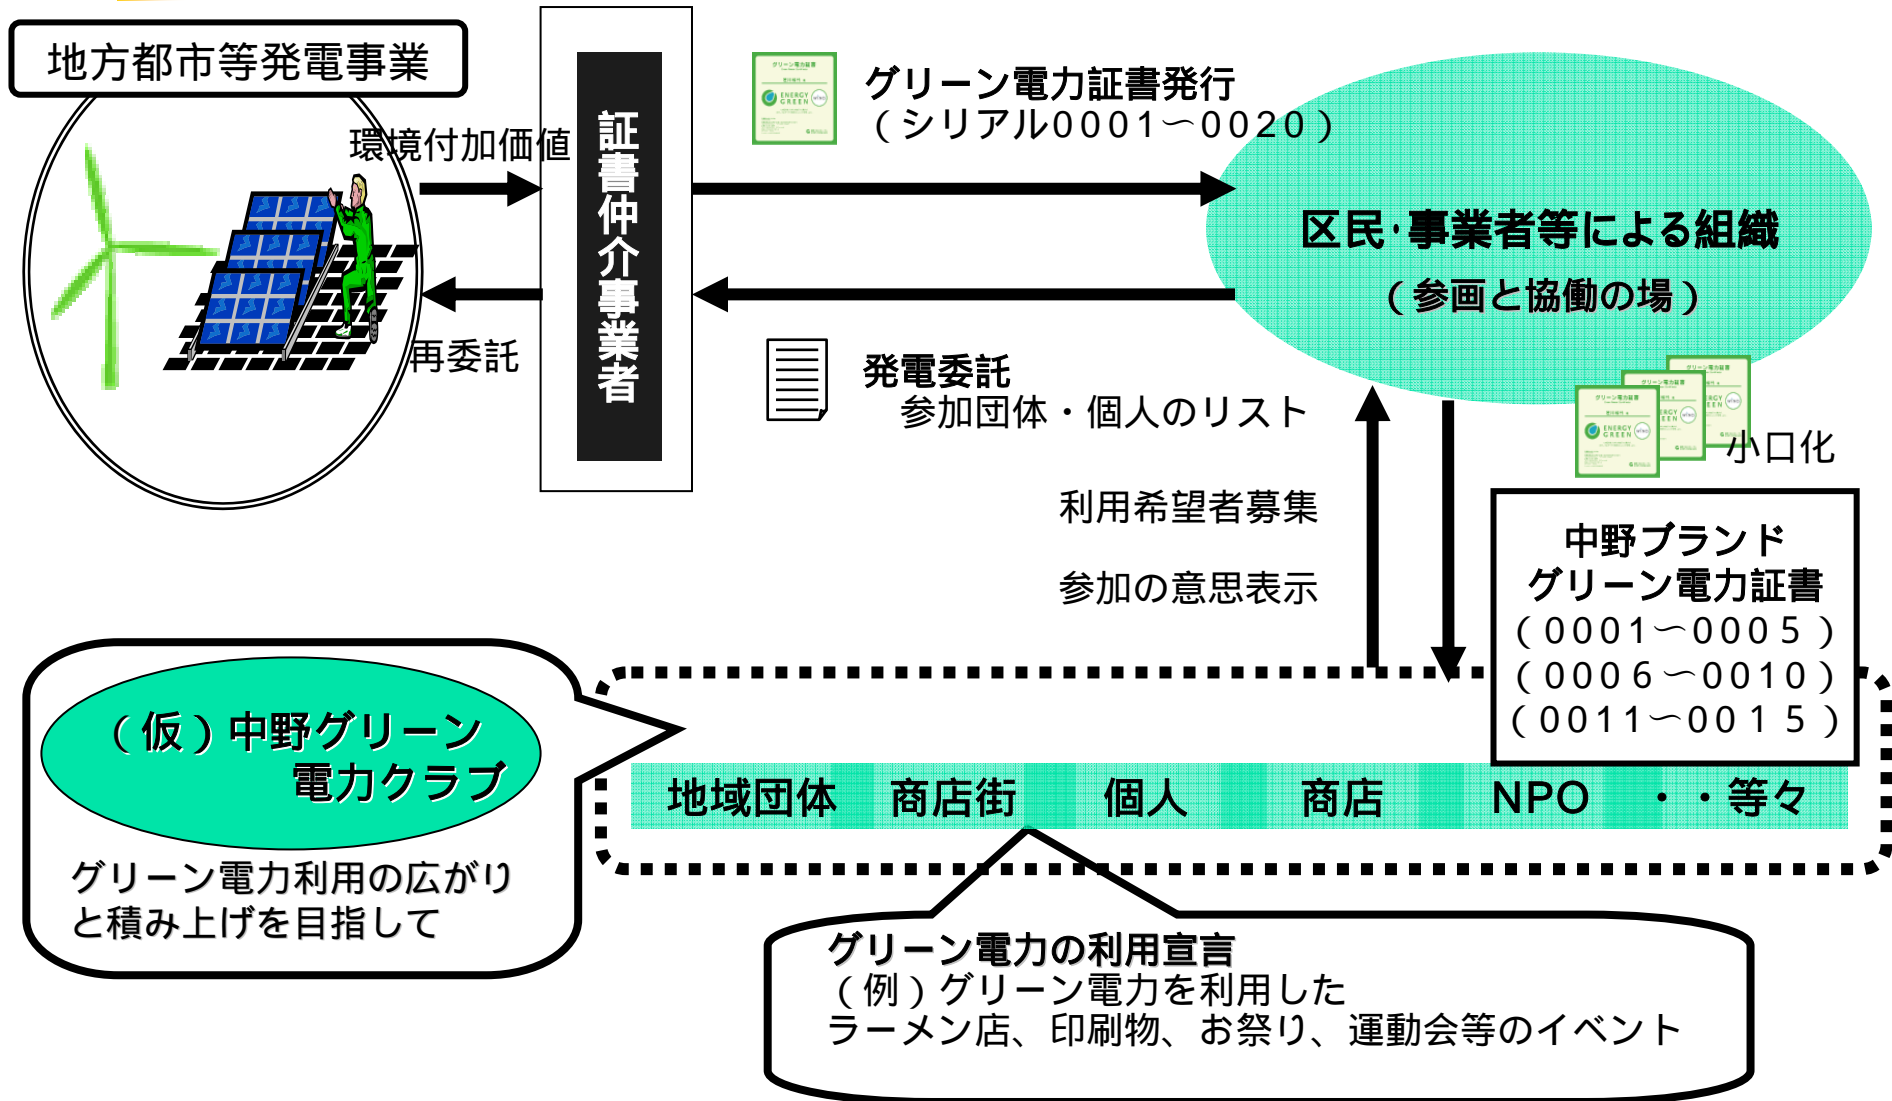 地方都市等発電事業
環境付加価値
再委託
証書仲介事業者
グリーン電力証書発行
（シリアル0001～0020）
区民・事業者等による組織
（参画と協働の場）
発電委託
参加団体・個人のリスト
利用希望者募集
参加の意思表示
グリーン電力証書
ENERGY
GREEN
小口化
中野ブランド
グリーン電力証書
（0001～0005）
（0006～0010）
（0011～0015）
（仮）中野グリーン
電力クラブ
グリーン電力利用の広がり
と積み上げを目指して
地域団体 商店街 個人 商店 NPO ・・等々
グリーン電力の利用宣言
（例）グリーン電力を利用した
ラーメン店、印刷物、お祭り、運動会等のイベント